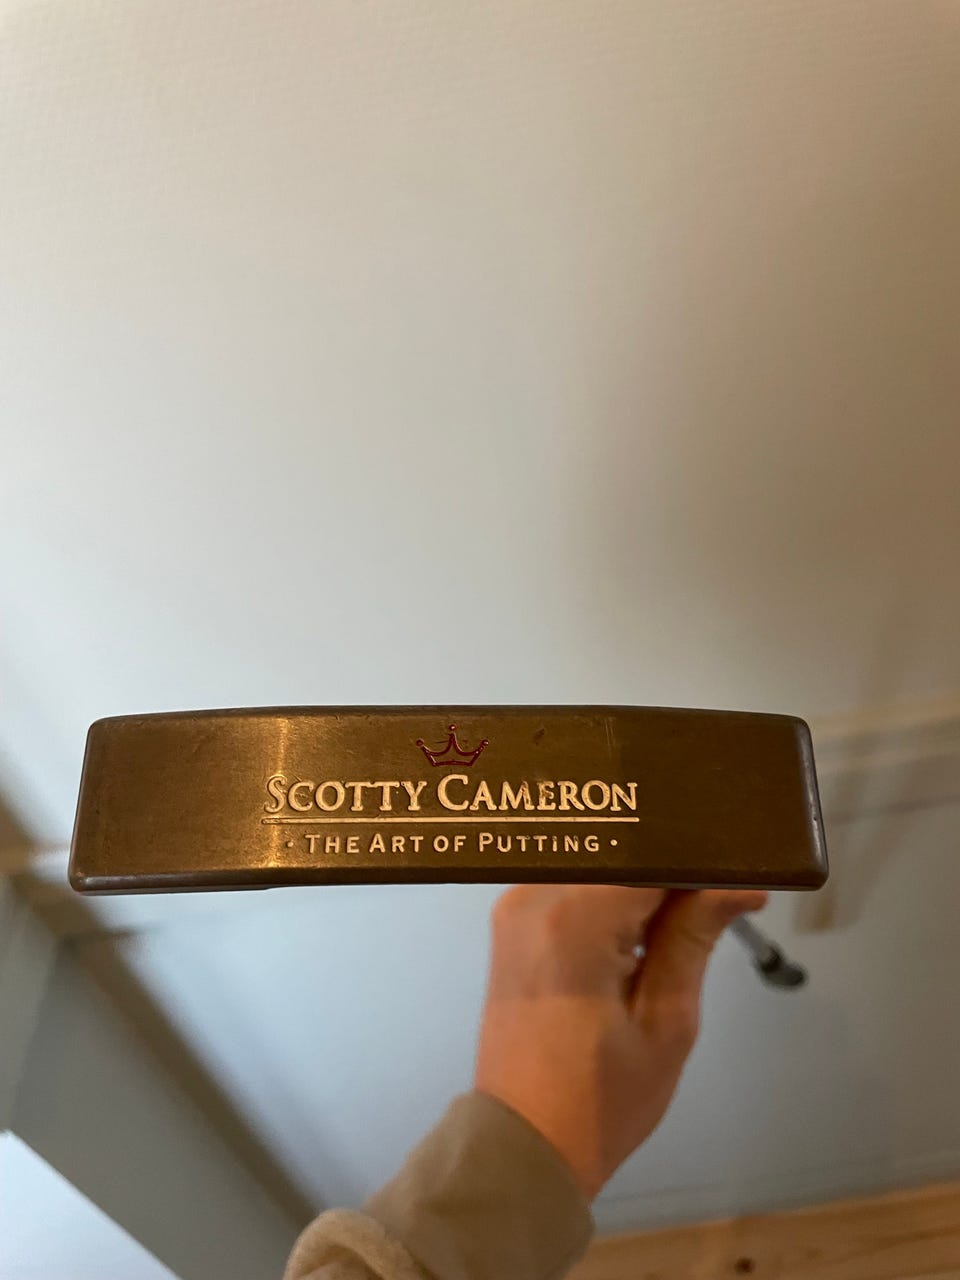 SCOTTY CAMERON
· THE ART OF PUTTING ·